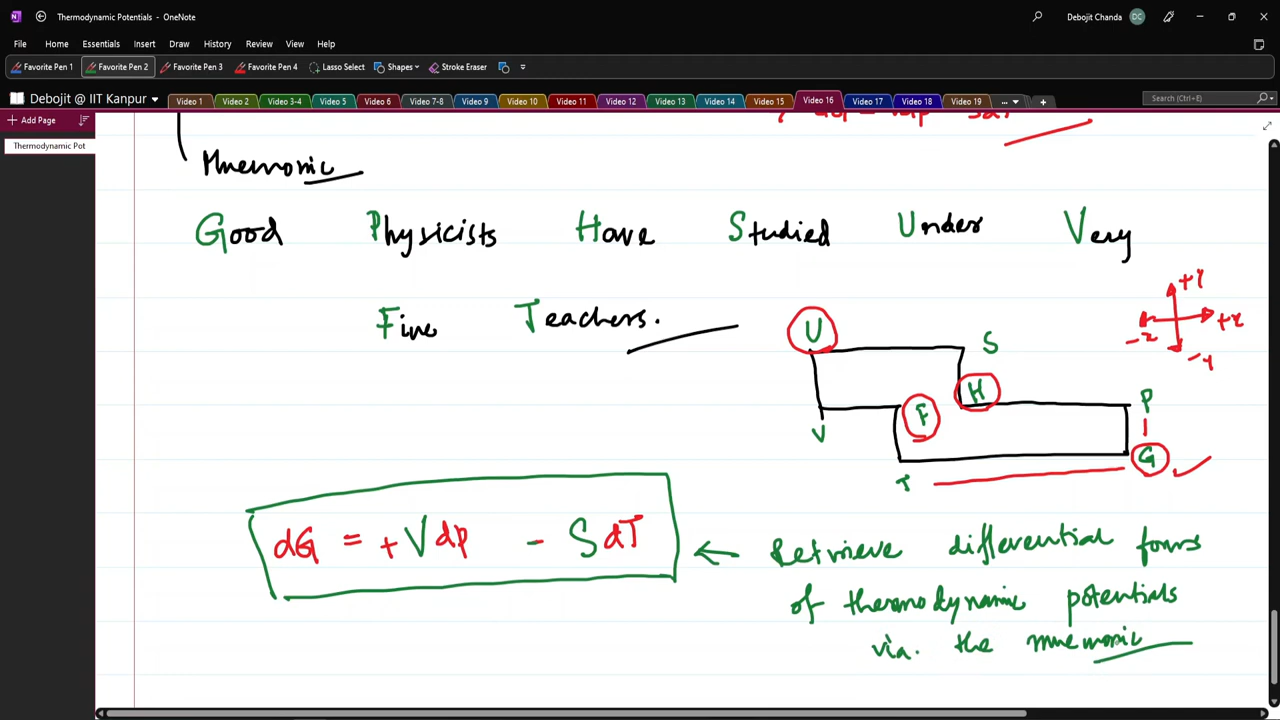 Thermodynamic Potentials - OneNote
Debojit Chanda DC
File Home Essentials Insert Draw History Review View Help
Favorite Pen 1 Favorite Pen 2 Favorite Pen 3 Favorite Pen 4 Lasso Select Shapes Stroke Eraser
Debojit @ IIT Kanpur Video 1 Video 2 Video 3-4 Video 5 Video 6 Video 7-8 Video 9 Video 10 Video 11 Video 12 Video 13 Video 14 Video 15 Video 16 Video 17 Video 18 Video 19 ... Search (Ctrl+E)
Add Page
Thermodynamic Pot
Mnemonic
Good Physicists Have Studied Under Very
Fine Teachers.
+Y
-x +x
-Y
U S
H P
F
V
T G
dG = +Vdp - SdT
Retrieve differential forms
of thermodynamic potentials
via. the mnemonic